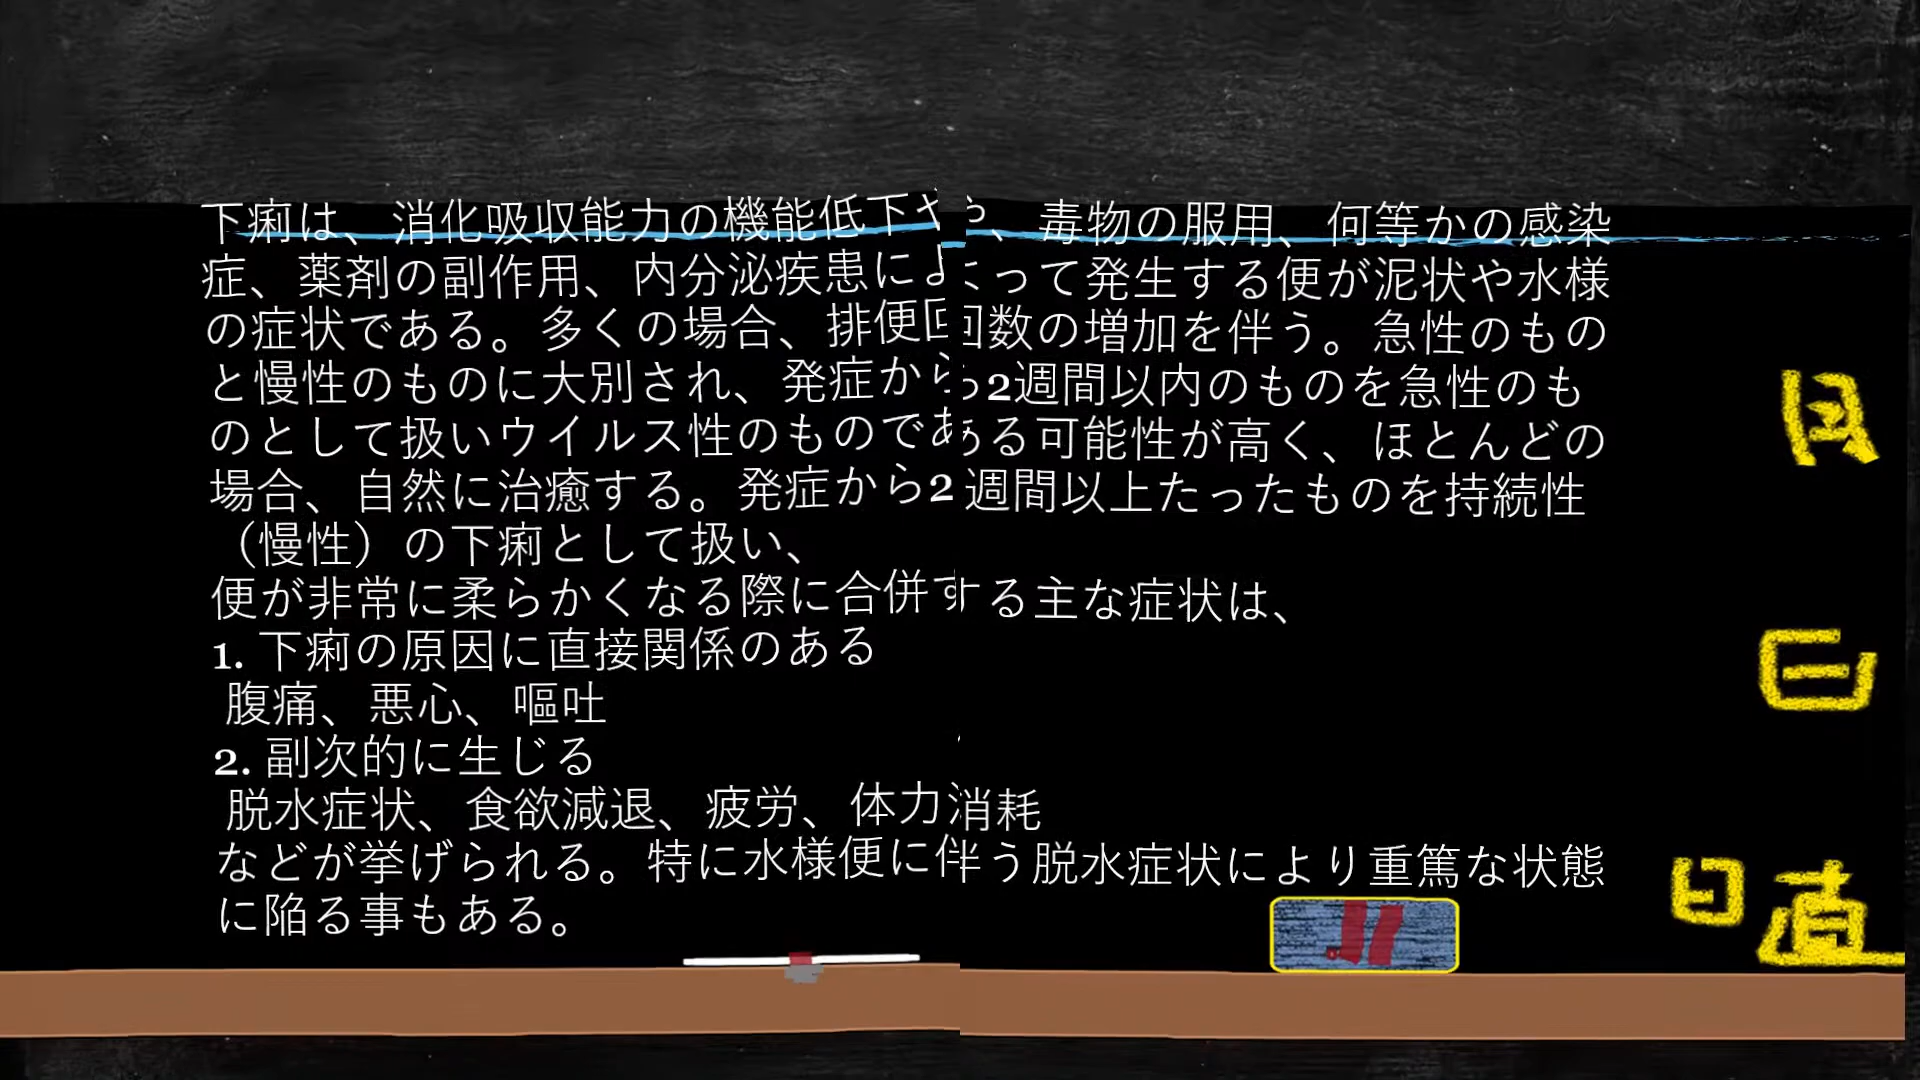 下痢は、消化吸収能力の機能低下や、毒物の服用、何等かの感染
症、薬剤の副作用、内分泌疾患によって発生する便が泥状や水様
の症状である。多くの場合、排便回数の増加を伴う。急性のもの
と慢性のものに大別され、発症から2週間以内のものを急性のも
のとして扱いウイルス性のものである可能性が高く、ほとんどの
場合、自然に治癒する。発症から2週間以上たったものを持続性
（慢性）の下痢として扱い、
便が非常に柔らかくなる際に合併する主な症状は、
1. 下痢の原因に直接関係のある
腹痛、悪心、嘔吐
2. 副次的に生じる
脱水症状、食欲減退、疲労、体力消耗
などが挙げられる。特に水様便に伴う脱水症状により重篤な状態
に陥る事もある。
月
日
日直